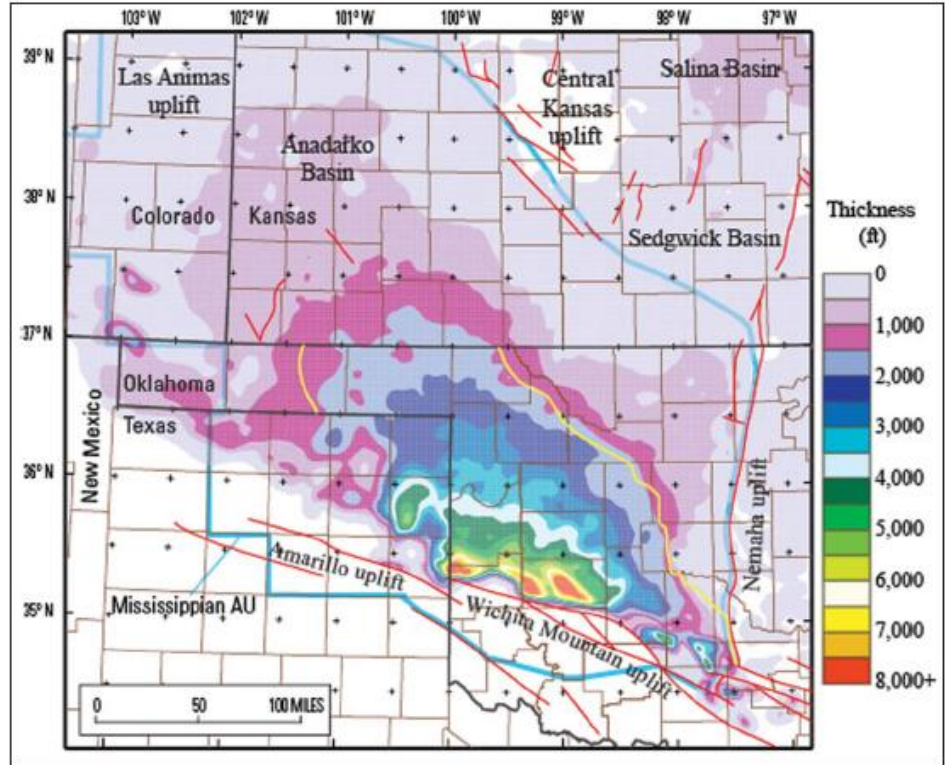 103° W
102° W
101° W
100° W
99° W
98° W
97° W
39° N
Las Animas
uplift
Central
Kansas
uplift
Salina Basin
Anadarko
Basin
38° N
Colorado
Kansas
Sedgwick Basin
Thickness
(ft)
0
1,000
2,000
3,000
4,000
5,000
6,000
7,000
8,000+
37° N
Oklahoma
Texas
New Mexico
36° N
Nemaha uplift
Amarillo uplift
Mississippian AU
Wichita Mountain uplift
35° N
0
50
100 MILES